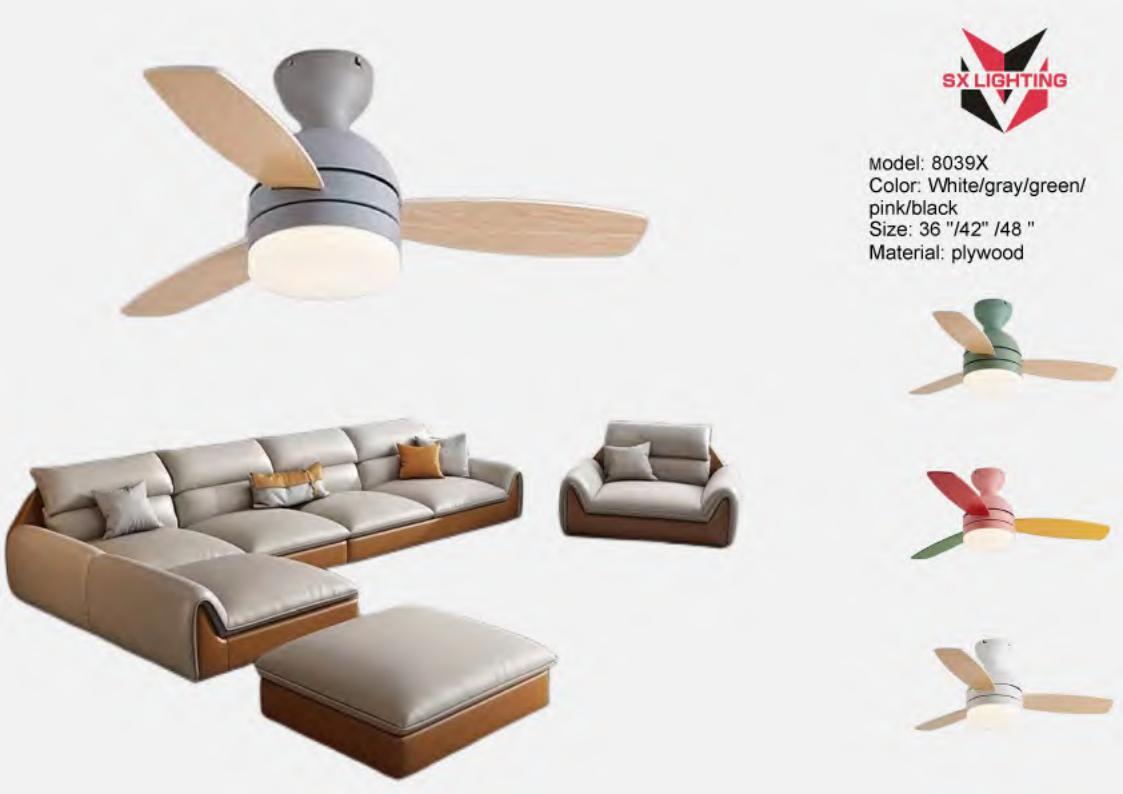 SX LIGHTING
Model: 8039X
Color: White/gray/green/
pink/black
Size: 36 "/42" /48 "
Material: plywood